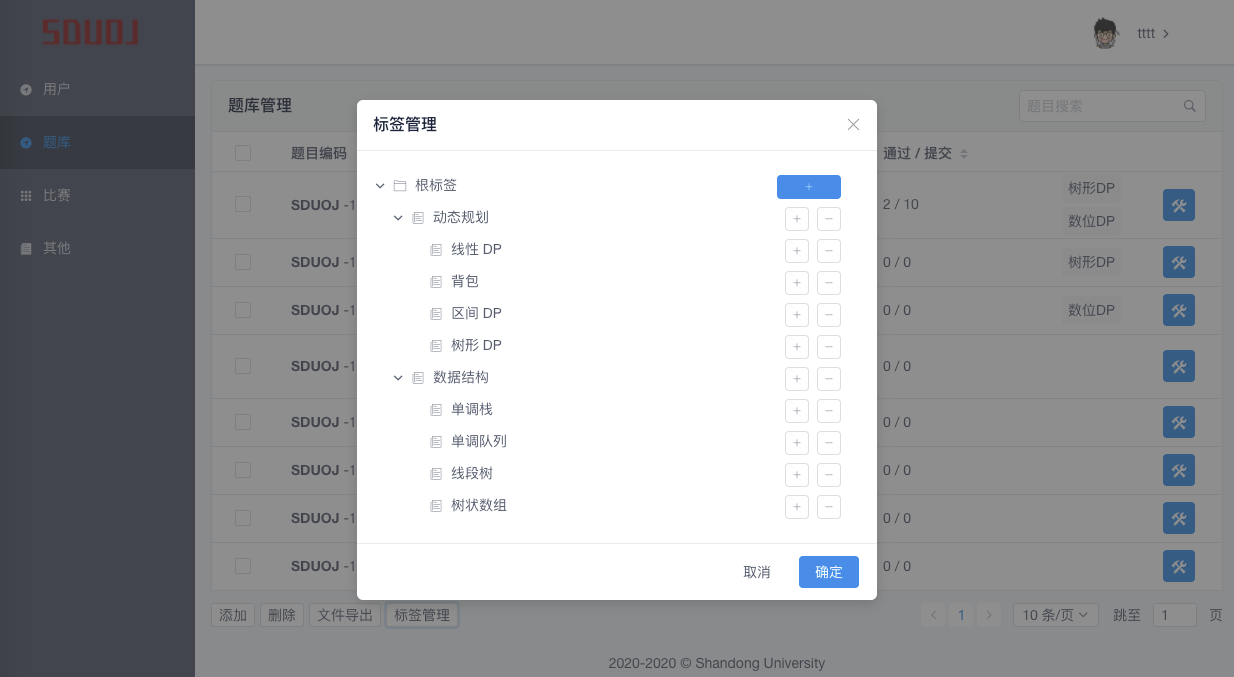 SDUOJ
tttt
用户
题库
比赛
其他
题库管理
题目搜索
题目编码
通过 / 提交
SDUOJ -1
2 / 10
树形DP
数位DP
SDUOJ -1
0 / 0
树形DP
SDUOJ -1
0 / 0
数位DP
SDUOJ -1
0 / 0
SDUOJ -1
0 / 0
SDUOJ -1
0 / 0
SDUOJ -1
0 / 0
SDUOJ -1
0 / 0
标签管理
根标签
动态规划
线性 DP
背包
区间 DP
树形 DP
数据结构
单调栈
单调队列
线段树
树状数组
取消
确定
添加
删除
文件导出
标签管理
1
10 条/页
跳至
1
页
2020-2020 © Shandong University